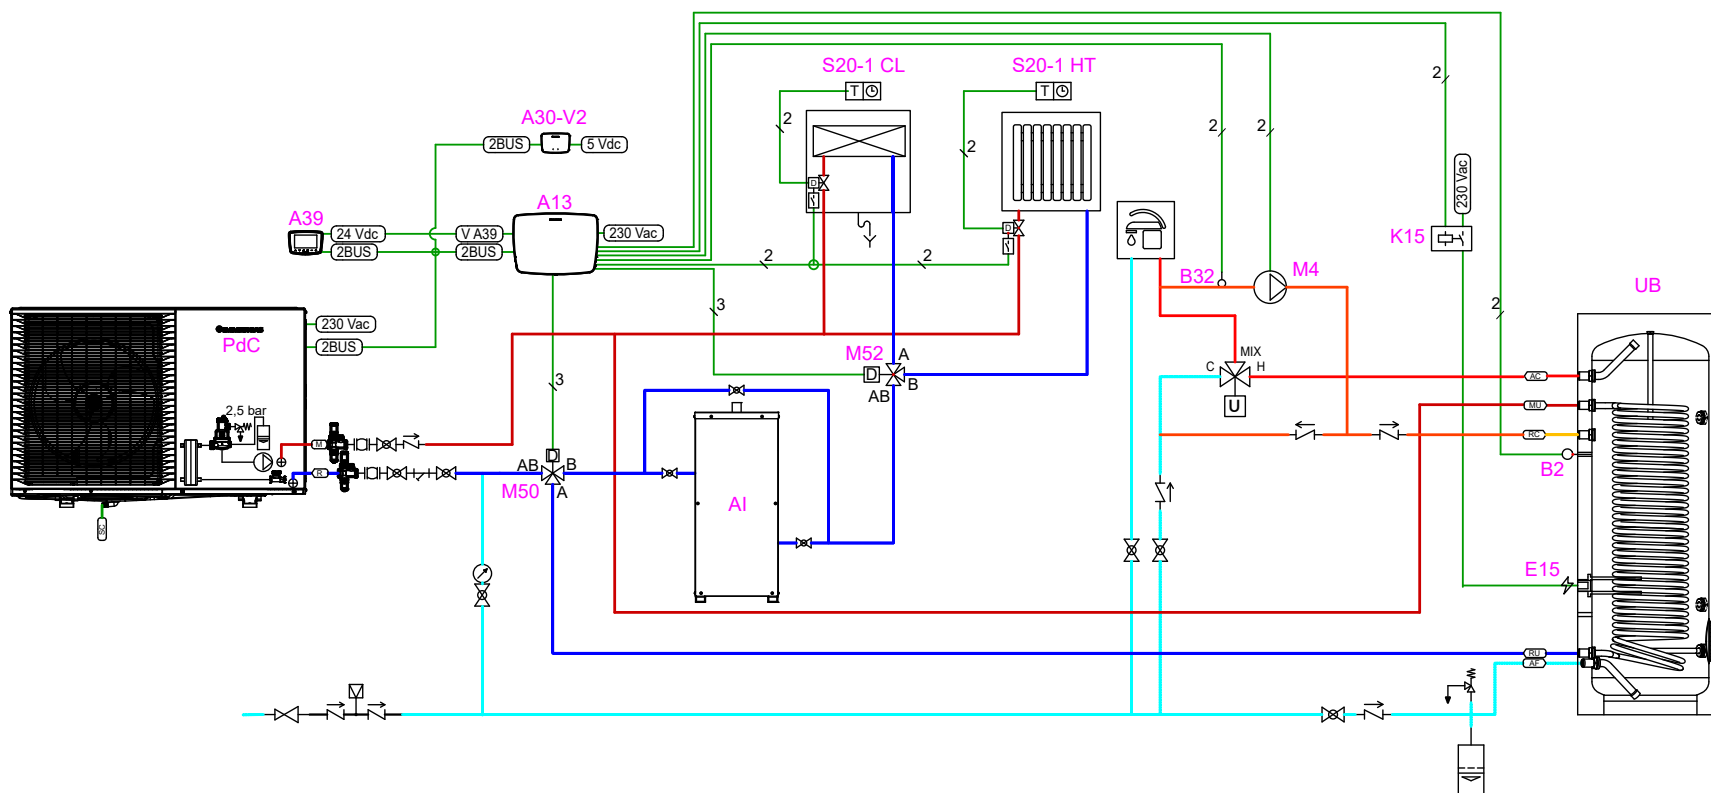 S20-1 CL
S20-1 HT
T
T
2
2
2
2
2
A30-V2
2BUS
5 Vdc
230 Vac
A13
A39
24 Vdc
V A39
230 Vac
2BUS
2BUS
D
D
K15
2
2
B32
M4
UB
2
3
230 Vac
2BUS
PdC
M52
A
D
B
AB
MIX
C
H
U
AC
3
MU
2,5 bar
M
RC
D
AB
B
R
B2
M50
A
AI
SC
E15
RU
AF